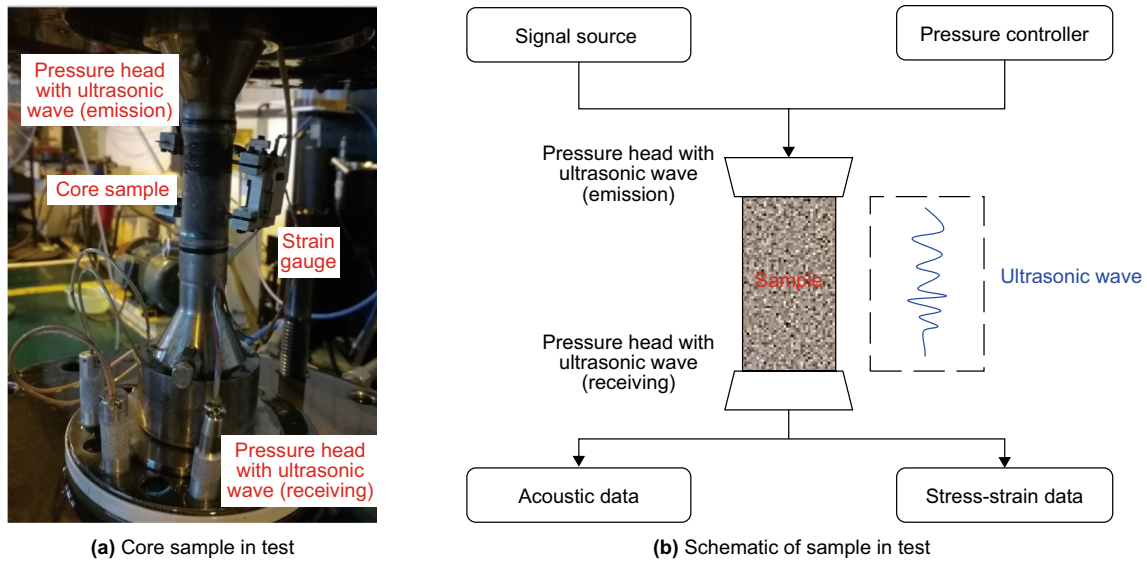 Pressure head
with ultrasonic
wave (emission)
Core sample
Strain
gauge
Pressure head
with ultrasonic
wave (receiving)
(a) Core sample in test
Signal source
Pressure controller
Pressure head with
ultrasonic wave
(emission)
Sample
Ultrasonic wave
Pressure head with
ultrasonic wave
(receiving)
Acoustic data
Stress-strain data
(b) Schematic of sample in test